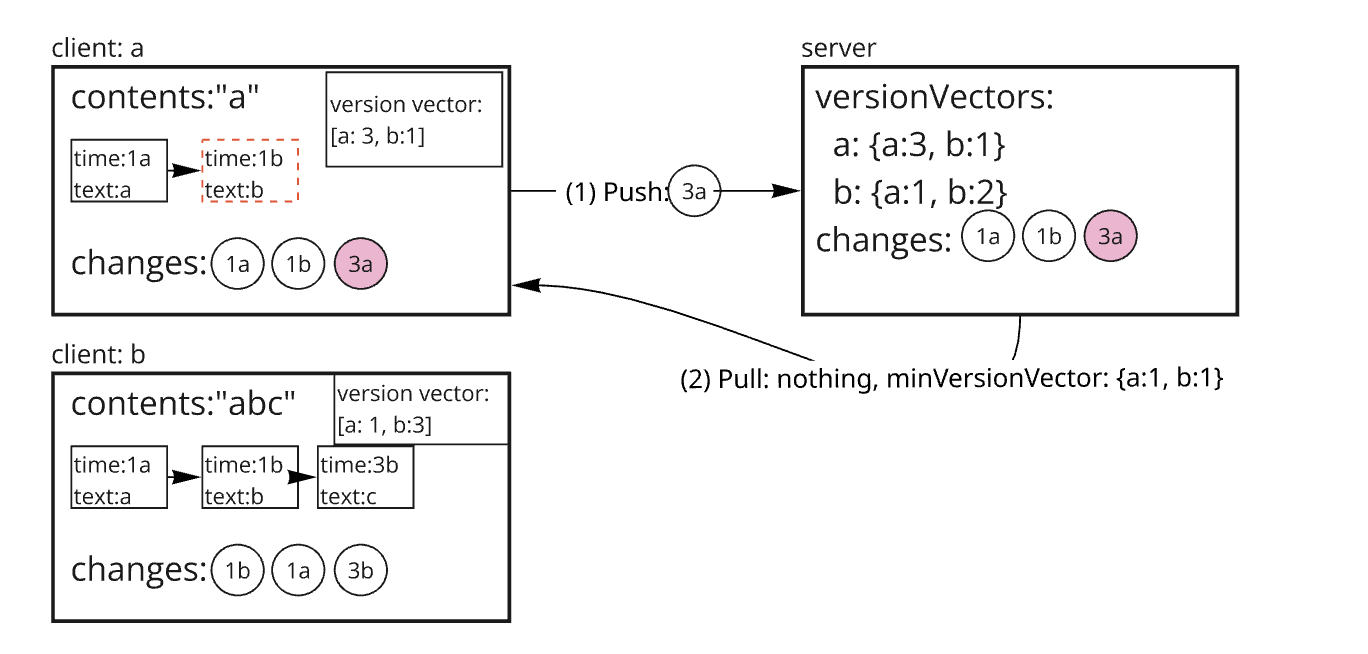 client: a
contents:"a"
version vector:
[a: 3, b:1]
time:1a
text:a
time:1b
text:b
changes: 1a 1b 3a
(1) Push: 3a
server
versionVectors:
a: {a:3, b:1}
b: {a:1, b:2}
changes: 1a 1b 3a
(2) Pull: nothing, minVersionVector: {a:1, b:1}
client: b
contents:"abc"
version vector:
[a: 1, b:3]
time:1a
text:a
time:1b
text:b
time:3b
text:c
changes: 1b 1a 3b